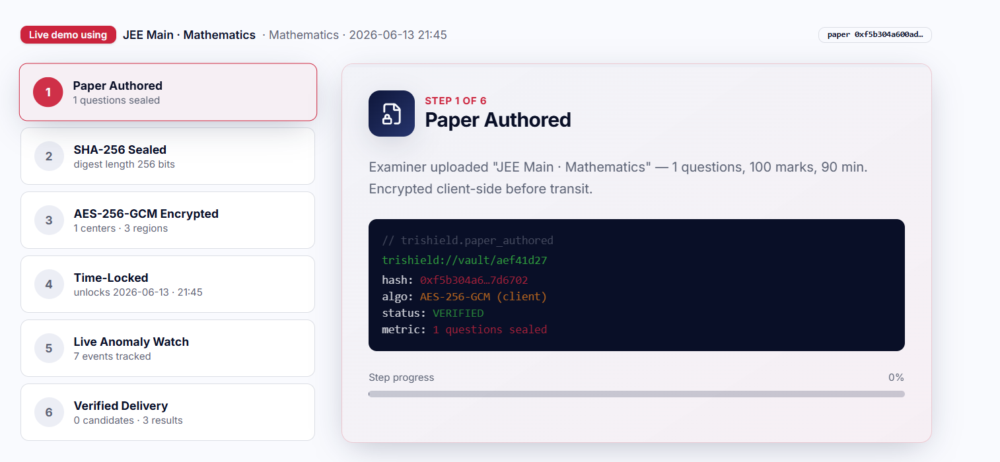 Live demo using JEE Main · Mathematics · Mathematics · 2026-06-13 21:45
paper 0xf5b304a600ad…
1
Paper Authored
1 questions sealed
2
SHA-256 Sealed
digest length 256 bits
3
AES-256-GCM Encrypted
1 centers · 3 regions
4
Time-Locked
unlocks 2026-06-13 · 21:45
5
Live Anomaly Watch
7 events tracked
6
Verified Delivery
0 candidates · 3 results
STEP 1 OF 6
Paper Authored
Examiner uploaded "JEE Main · Mathematics" — 1 questions, 100 marks, 90 min.
Encrypted client-side before transit.
// trishield.paper_authored
trishield://vault/aef41d27
hash: 0xf5b304a6…7d6702
algo: AES-256-GCM (client)
status: VERIFIED
metric: 1 questions sealed
Step progress
0%